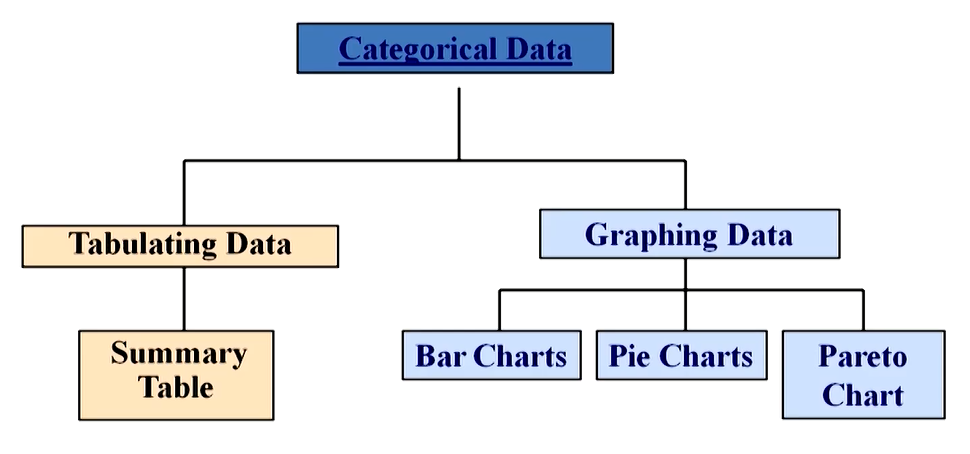 Categorical Data
Tabulating Data
Graphing Data
Summary
Table
Bar Charts
Pie Charts
Pareto
Chart